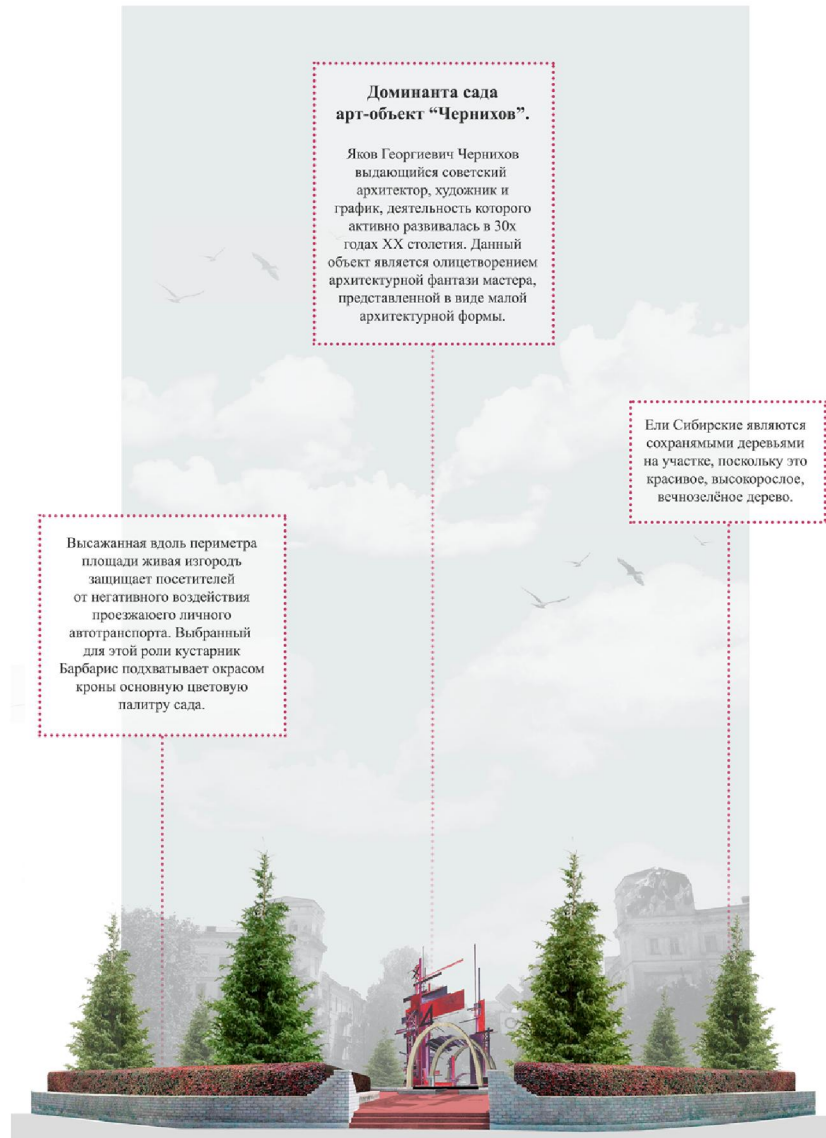 Доминанта сада
арт-объект “Чернихов”.
Яков Георгиевич Чернихов
выдающийся советский
архитектор, художник и
график, деятельность которого
активно развивалась в 30х
годах XX столетия. Данный
объект является олицетворением
архитектурной фантази мастера,
представленной в виде малой
архитектурной формы.
Ели Сибирские являются
сохранямыми деревьями
на участке, поскольку это
красивое, высокорослое,
вечнозелёное дерево.
Высажанная вдоль периметра
площади живая изгородъ
защищает посетителей
от негативного воздействия
проезжаюего личного
автотранспорта. Выбранный
для этой роли кустарник
Барбарис подхватывает окрасом
кроны основную цветовую
палитру сада.